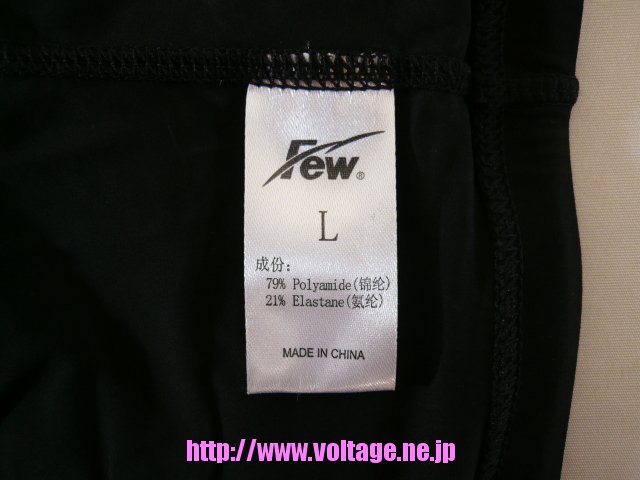 Few®
L
成份：
79% Polyamide(锦纶)
21% Elastane(氨纶)
MADE IN CHINA
http://www.voltage.ne.jp